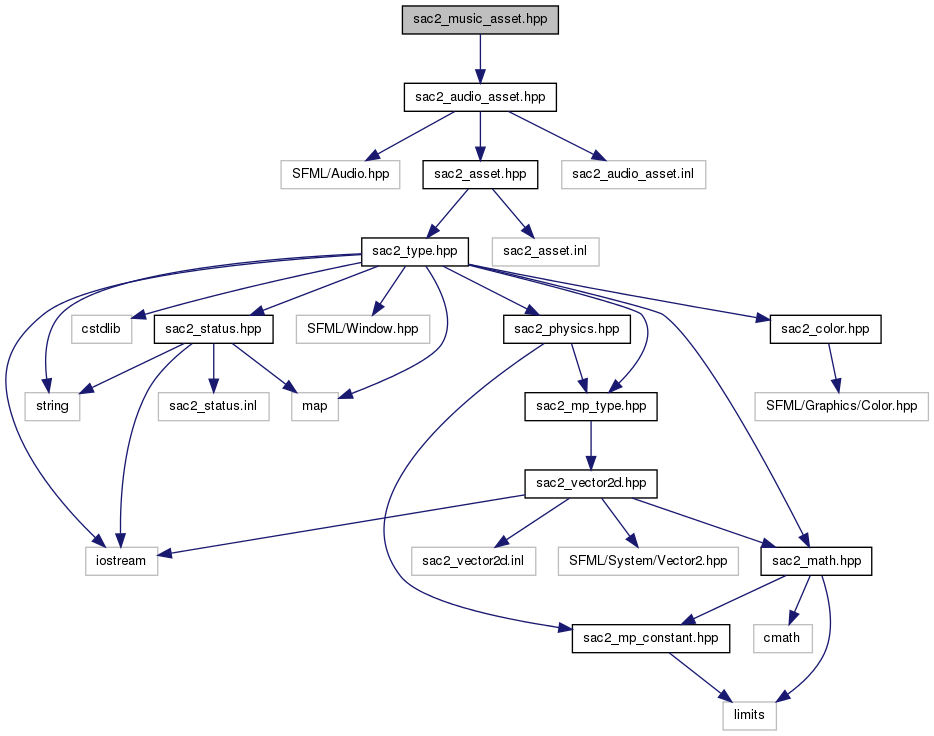 sac2_music_asset.hpp
sac2_audio_asset.hpp
SFML/Audio.hpp
sac2_asset.hpp
sac2_audio_asset.inl
sac2_type.hpp
sac2_asset.inl
cstdlib
sac2_status.hpp
SFML/Window.hpp
sac2_physics.hpp
sac2_color.hpp
string
sac2_status.inl
map
sac2_mp_type.hpp
SFML/Graphics/Color.hpp
sac2_vector2d.hpp
iostream
sac2_vector2d.inl
SFML/System/Vector2.hpp
sac2_math.hpp
sac2_mp_constant.hpp
cmath
limits